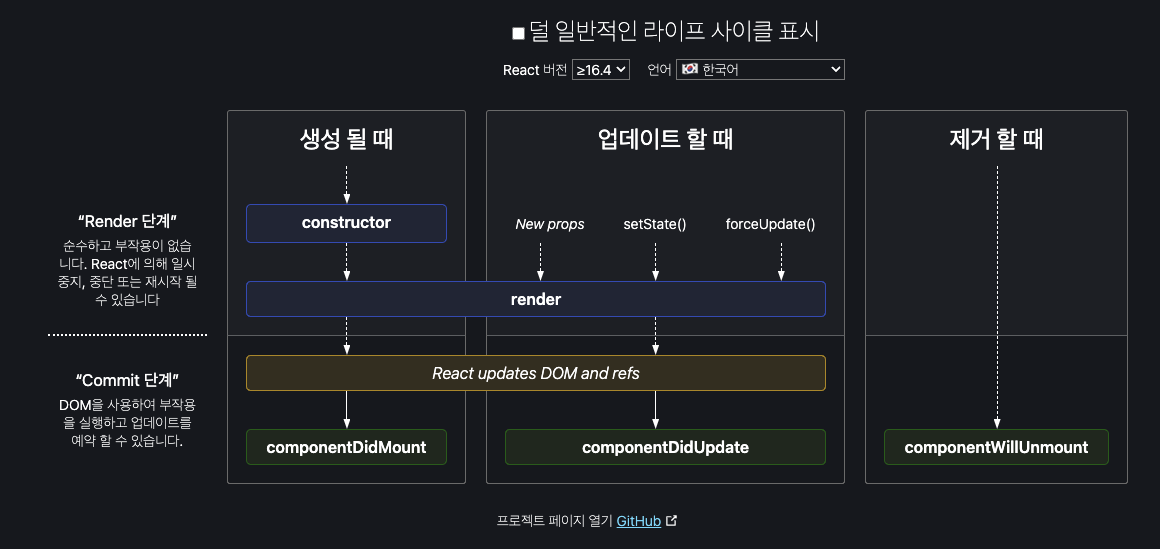 덜 일반적인 라이프 사이클 표시
React 버전 ≥16.4 언어 한국어
생성 될 때
업데이트 할 때
제거 할 때
“Render 단계”
순수하고 부작용이 없습
니다. React에 의해 일시
중지, 중단 또는 재시작 될
수 있습니다
constructor
New props
setState()
forceUpdate()
render
“Commit 단계”
DOM을 사용하여 부작용
을 실행하고 업데이트를
예약 할 수 있습니다.
React updates DOM and refs
componentDidMount
componentDidUpdate
componentWillUnmount
프로젝트 페이지 열기 GitHub